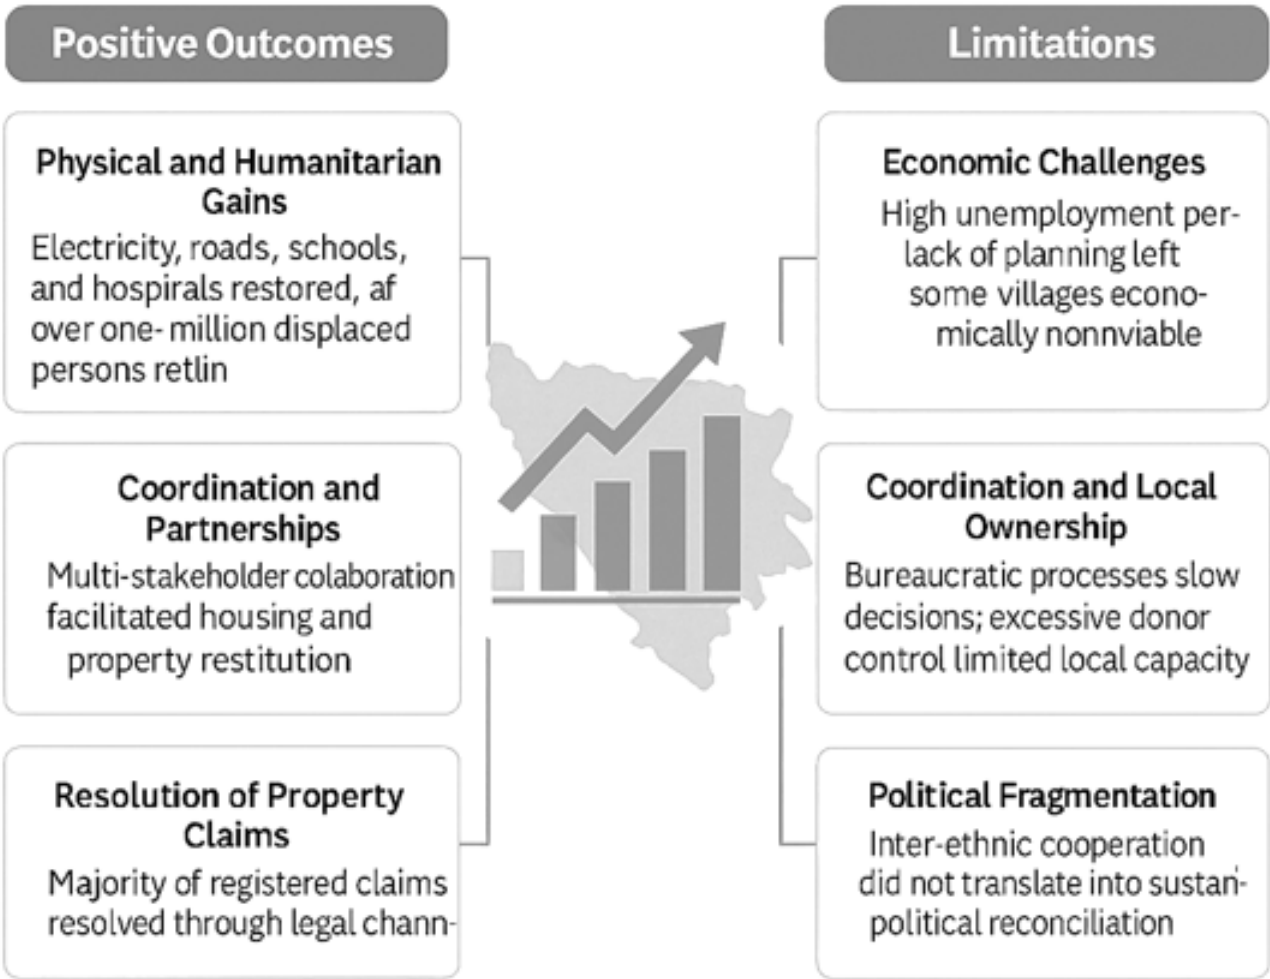 Positive Outcomes
Physical and Humanitarian
Gains
Electricity, roads, schools,
and hospirals restored, af
over one-million displaced
persons retlin
Coordination and
Partnerships
Multi-stakeholder colaboration
facilitated housing and
property restitution
Resolution of Property
Claims
Majority of registered claims
resolved through legal chann-
Limitations
Economic Challenges
High unemployment per-
lack of planning left
some villages econo-
mically nonnviable
Coordination and Local
Ownership
Bureaucratic processes slow
decisions; excessive donor
control limited local capacity
Political Fragmentation
Inter-ethnic cooperation
did not translate into sustan-
political reconciliation